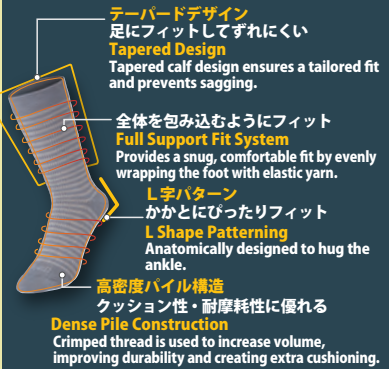 テーパードデザイン
足にフィットしてずれにくい
Tapered Design
Tapered calf design ensures a tailored fit
and prevents sagging.
全体を包み込むようにフィット
Full Support Fit System
Provides a snug, comfortable fit by evenly
wrapping the foot with elastic yarn.
L字パターン
かかとにぴったりフィット
L Shape Patterning
Anatomically designed to hug the
ankle.
高密度パイル構造
クッション性・耐摩耗性に優れる
Dense Pile Construction
Crimped thread is used to increase volume,
improving durability and creating extra cushioning.